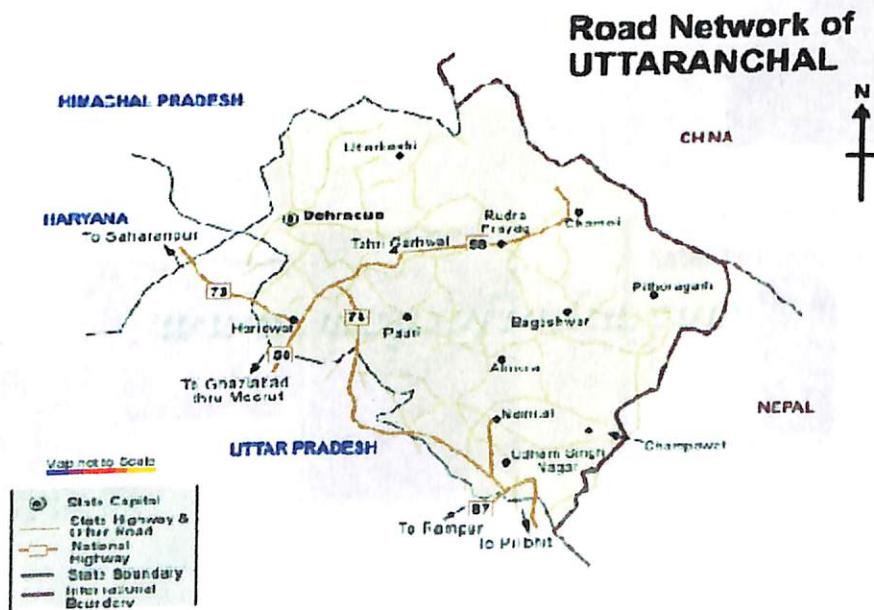 Road Network of
UTTARANCHAL
N
HIMACHAL PRADESH
CHINA
Uttarkashi
HARYANA
Dehradun
To Saharanpur
Rudra
Prayag
Chamoli
Tehri Garhwal
58
73
Pithoragarh
Haridwar
74
Pauri
Bageshwar
58
Almora
To Ghaziabad
thru Meerut
NEPAL
Nainital
UTTAR PRADESH
Champawat
Udham Singh
Nagar
Map not to Scale
87
To Rampur
To Pilibhit
State Capital
State Highway &
Other Road
National
Highway
State Boundary
International
Boundary